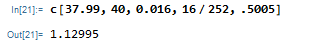 In[21]:= c[37.99, 40, 0.016, 16 / 252, .5005]
Out[21]= 1.12995